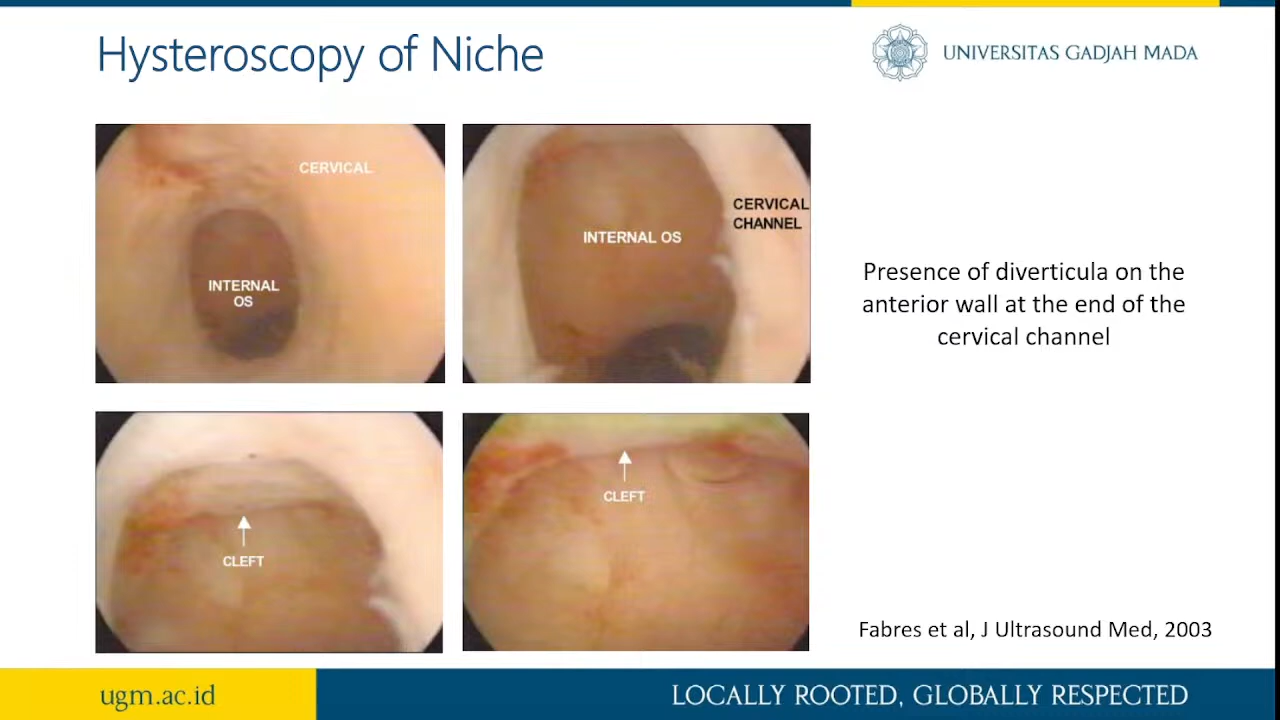 Hysteroscopy of Niche
UNIVERSITAS GADJAH MADA
CERVICAL
INTERNAL
OS
CERVICAL
CHANNEL
INTERNAL OS
CLEFT
CLEFT
Presence of diverticula on the
anterior wall at the end of the
cervical channel
Fabres et al, J Ultrasound Med, 2003
ugm.ac.id
LOCALLY ROOTED, GLOBALLY RESPECTED